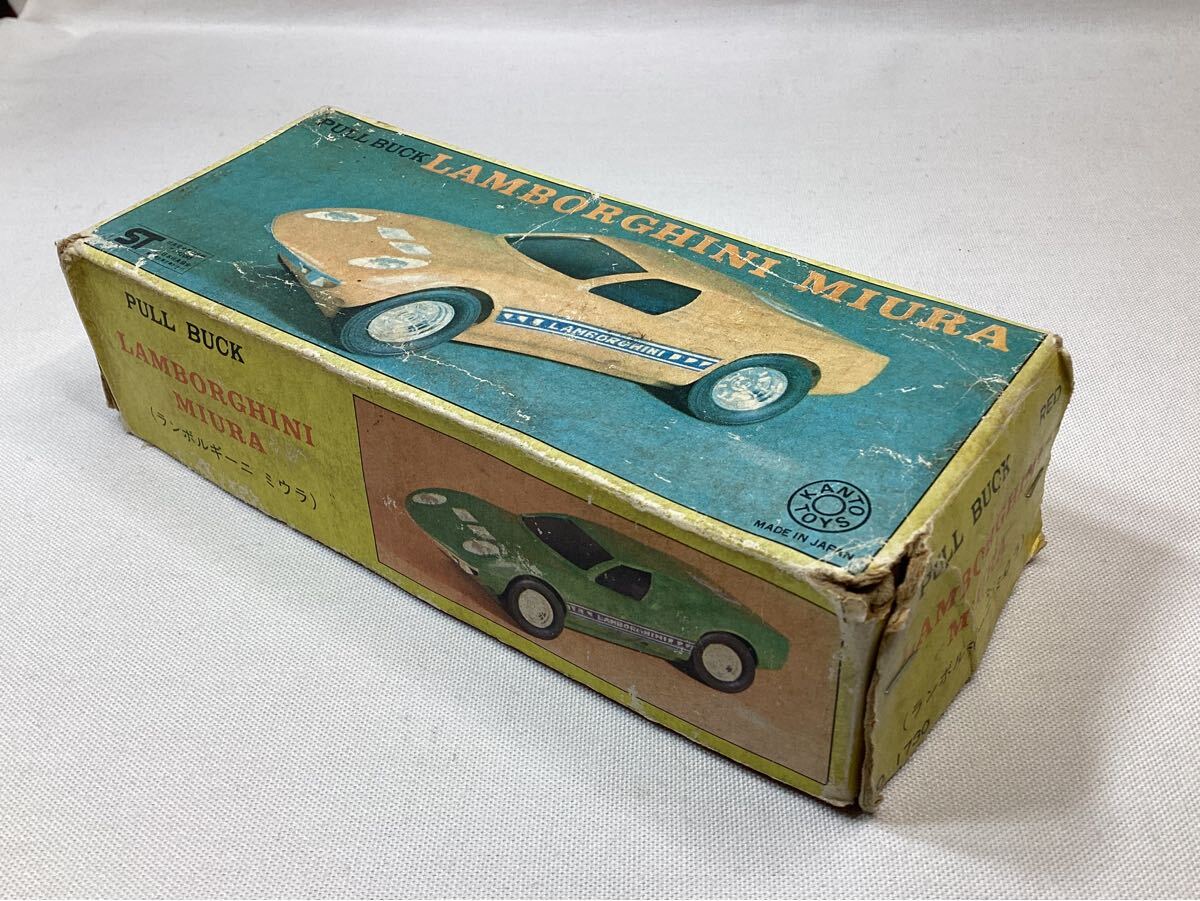 PULL BUCK
LAMBORGHINI MIURA
ST
LAMBORGHINI
KANTO
TOYS
MADE IN JAPAN
PULL BUCK
LAMBORGHINI
MIURA
(ランボルギーニ ミウラ)
LAMBORGHINI
RED
PULL BUCK